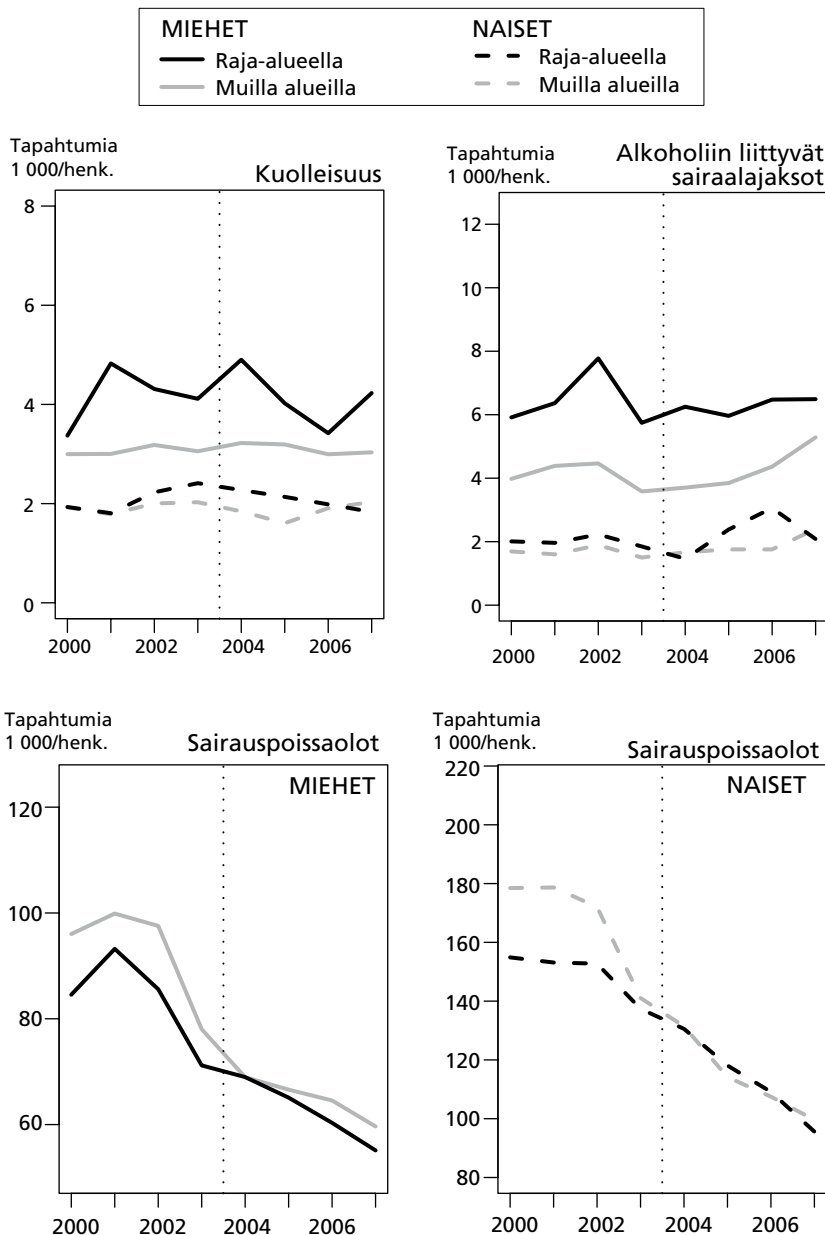 MIEHET
Raja-alueella
Muilla alueilla
NAISET
Raja-alueella
Muilla alueilla
Tapahtumia
1 000/henk.
Kuolleisuus
8
6
4
2
0
2000
2002
2004
2006
Tapahtumia
1 000/henk.
Alkoholiin liittyvät
sairaalajaksot
12
10
8
6
4
2
0
2000
2002
2004
2006
Tapahtumia
1 000/henk.
Sairauspoissaolot
MIEHET
120
100
80
60
2000
2002
2004
2006
Tapahtumia
1 000/henk.
Sairauspoissaolot
NAISET
220
200
180
160
140
120
100
80
2000
2002
2004
2006